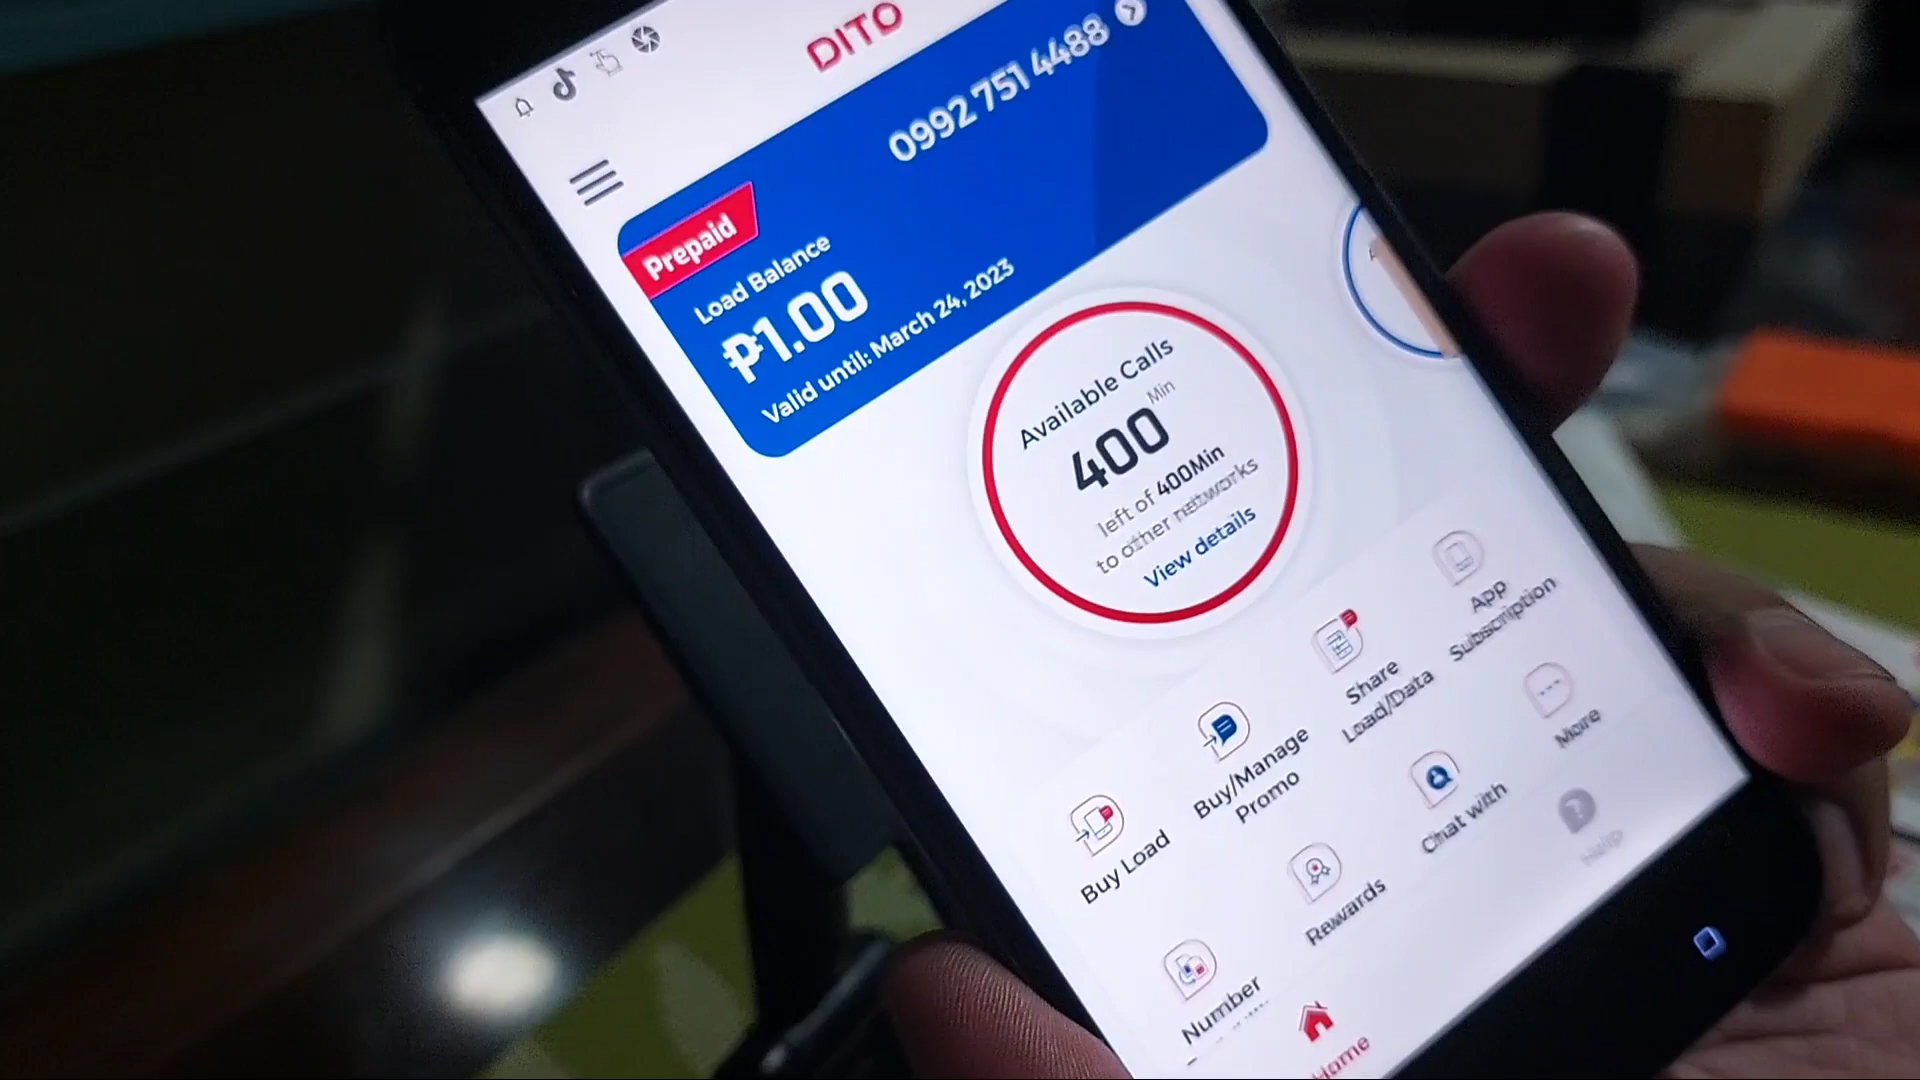 DITO
0992 751 4488
Prepaid
Load Balance
₱1.00
Valid until: March 24, 2023
Available Calls
400 Min
left of 400Min
to other networks
View details
Buy Load
Buy/Manage
Promo
Share
Load/Data
App
Subscription
Number
Rewards
Chat with
More
Home
Help